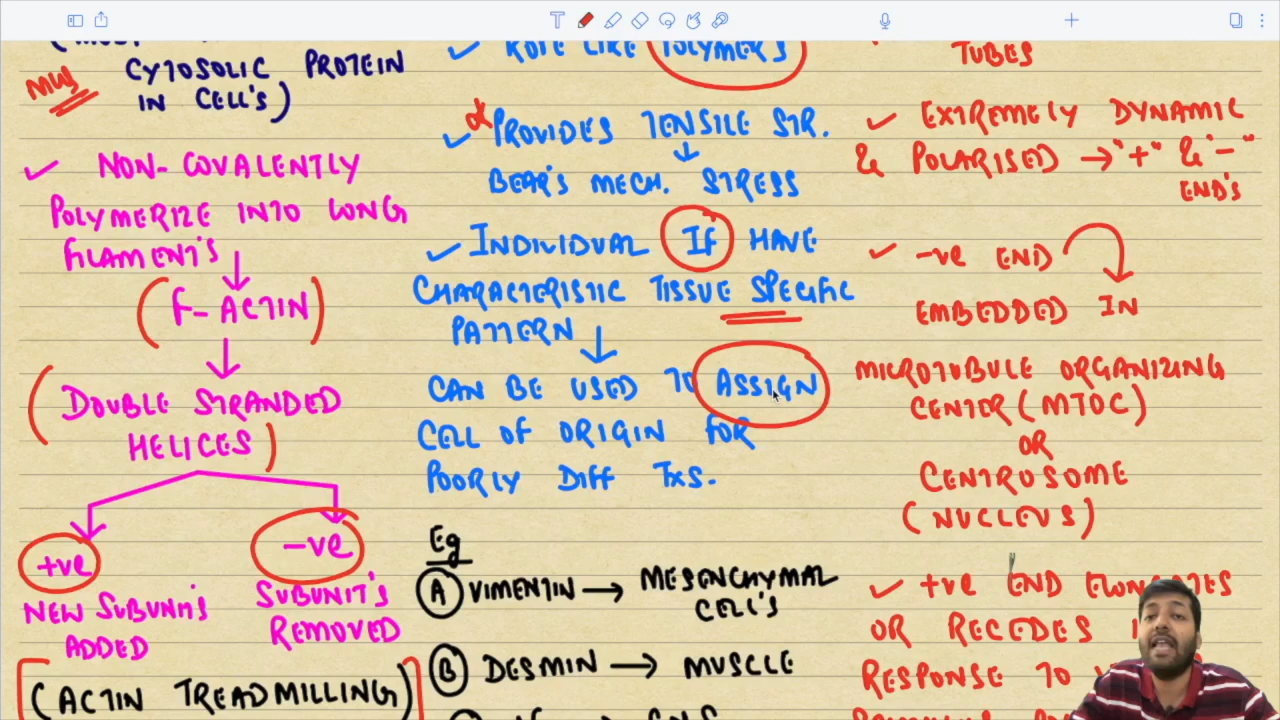 CYTOSOLIC PROTEIN
IN CELL'S)
MW
✓ NON-COVALENTLY
POLYMERIZE INTO LONG
FILAMENT'S
(F-ACTIN)
(DOUBLE STRANDED
HELICES)
+ve
NEW SUBUNIT'S
ADDED
-ve
SUBUNIT'S
REMOVED
(ACTIN TREADMILLING)
✓ ROPE LIKE POLYMERS
✓ PROVIDES TENSILE STR.
BEAR'S MECH. STRESS
✓ INDIVIDUAL IF HAVE
CHARACTERISTIC TISSUE SPECIFIC
PATTERN
CAN BE USED TO ASSIGN
CELL OF ORIGIN FOR
POORLY DIFF TXS.
Eg
A VIMENTIN → MESENCHYMAL
CELL'S
B DESMIN → MUSCLE
TUBES
✓ EXTREMELY DYNAMIC
& POLARISED → "+" & "-"
END'S
✓ -ve END
EMBEDDED IN
MICROTUBULE ORGANIZING
CENTER (MTOC)
OR
CENTROSOME
(NUCLEUS)
✓ +ve END ELONGATES
OR RECEDES
RESPONSE TO